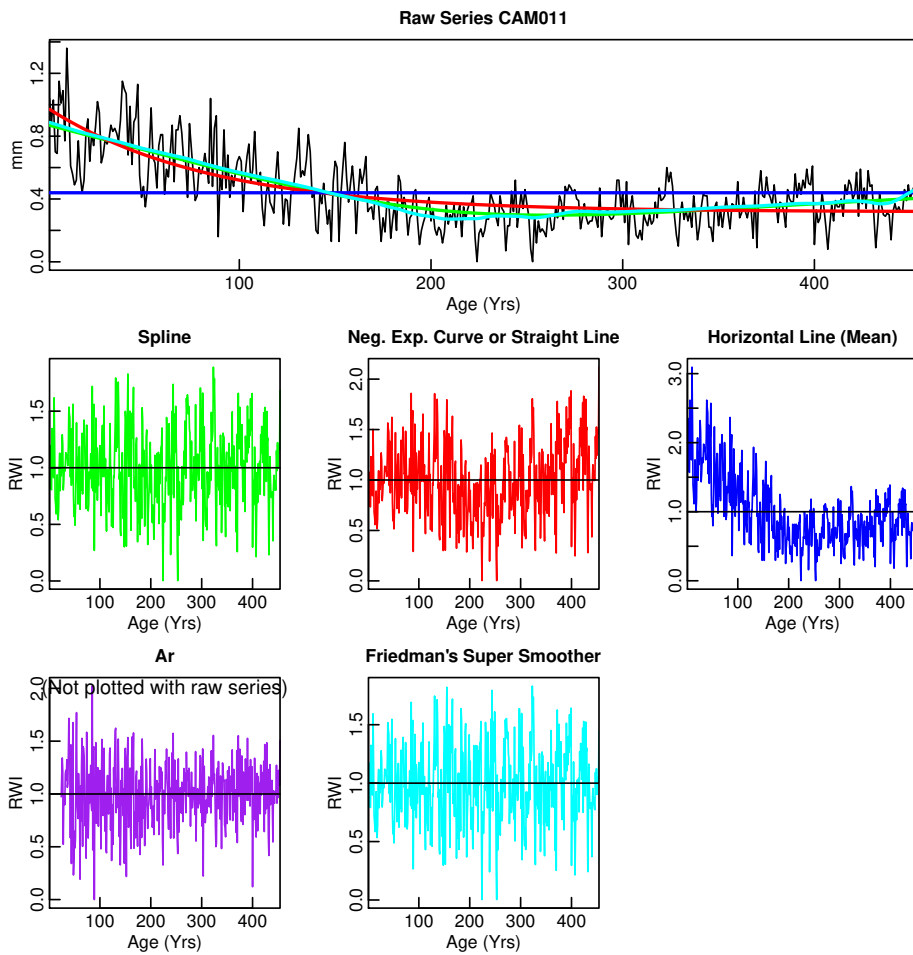 Raw Series CAM011
mm
0.0 0.4 0.8 1.2
100 200 300 400
Age (Yrs)
Spline
RWI
0.0 0.5 1.0 1.5
100 200 300 400
Age (Yrs)
Neg. Exp. Curve or Straight Line
RWI
0.0 0.5 1.0 1.5 2.0
100 200 300 400
Age (Yrs)
Horizontal Line (Mean)
RWI
0.0 1.0 2.0 3.0
100 200 300 400
Age (Yrs)
Ar
(Not plotted with raw series)
RWI
0.0 0.5 1.0 1.5 2.0
100 200 300 400
Age (Yrs)
Friedman's Super Smoother
RWI
0.0 0.5 1.0 1.5
100 200 300 400
Age (Yrs)